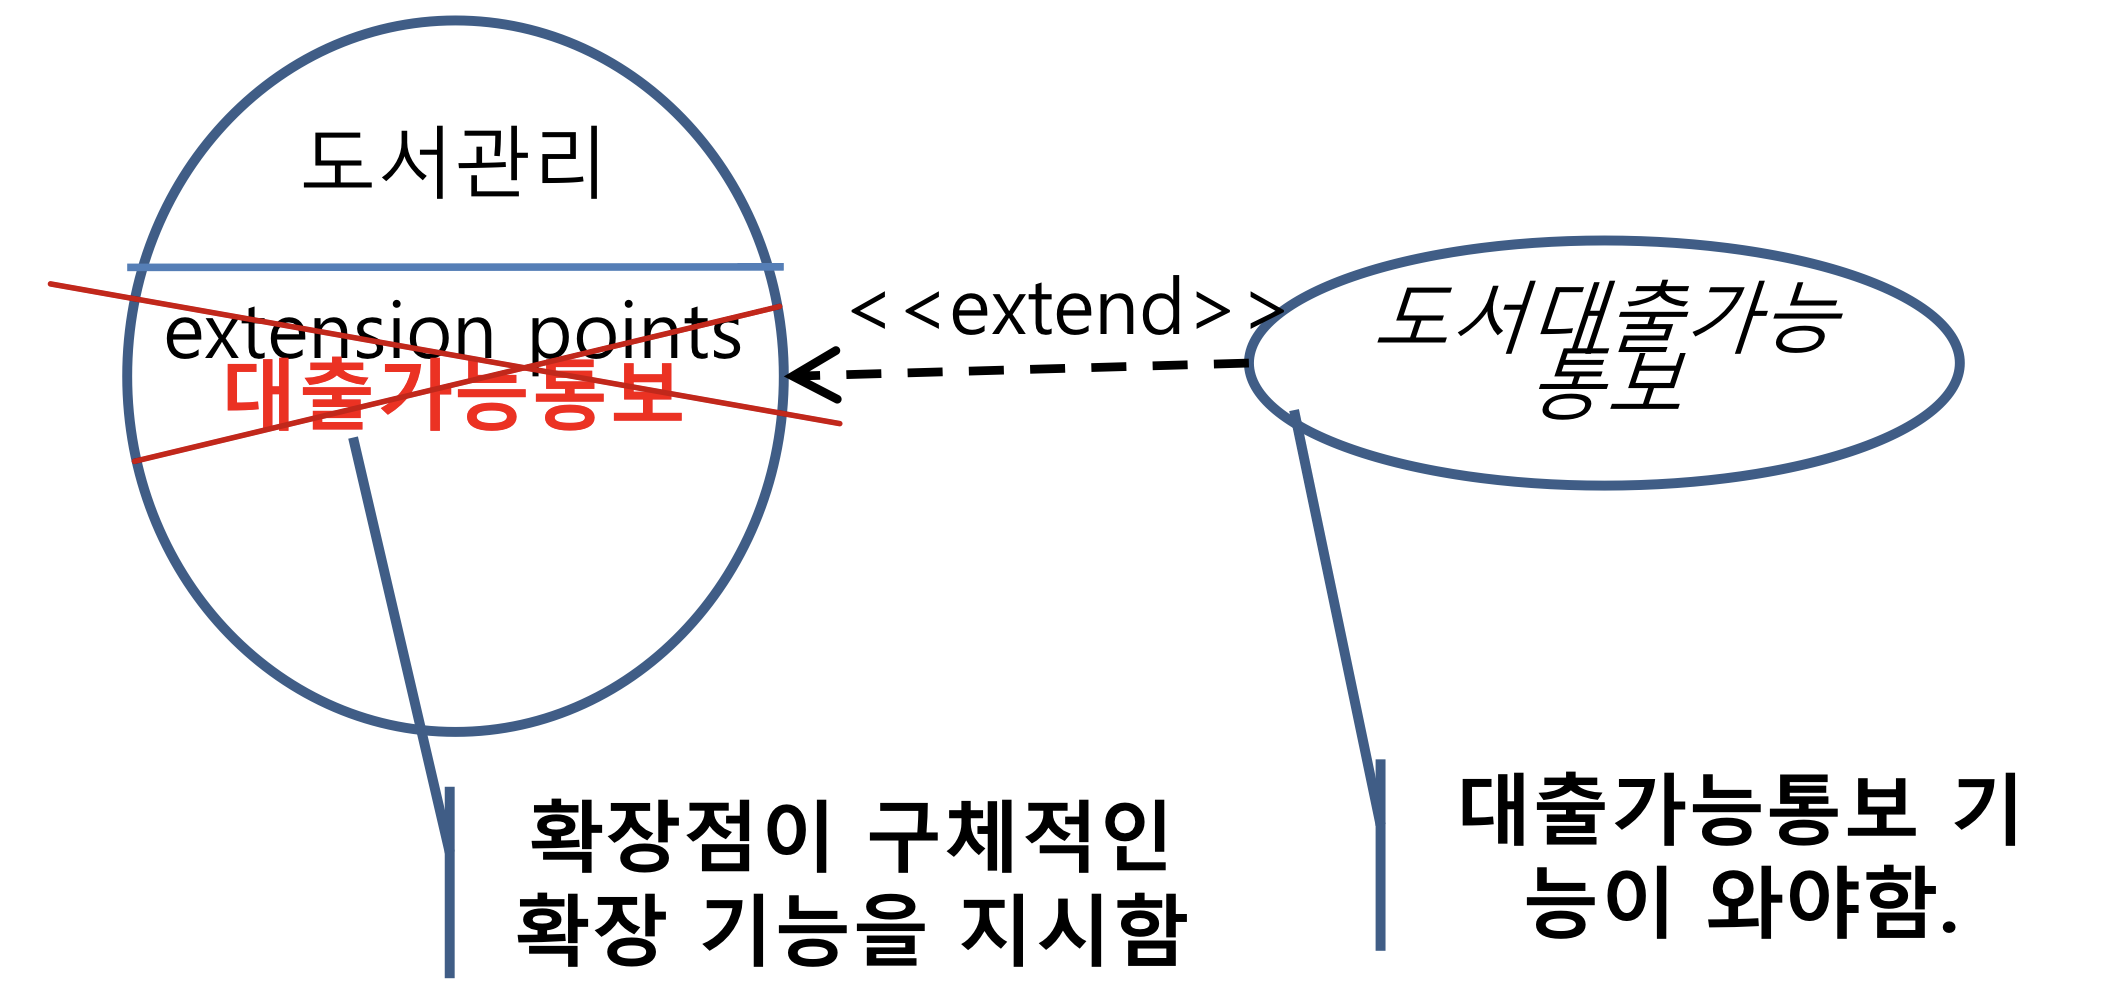 도서관리
extension points
대출가능통보
<<extend>>
도서대출가능
통보
확장점이 구체적인
확장 기능을 지시함
대출가능통보 기
능이 와야함.